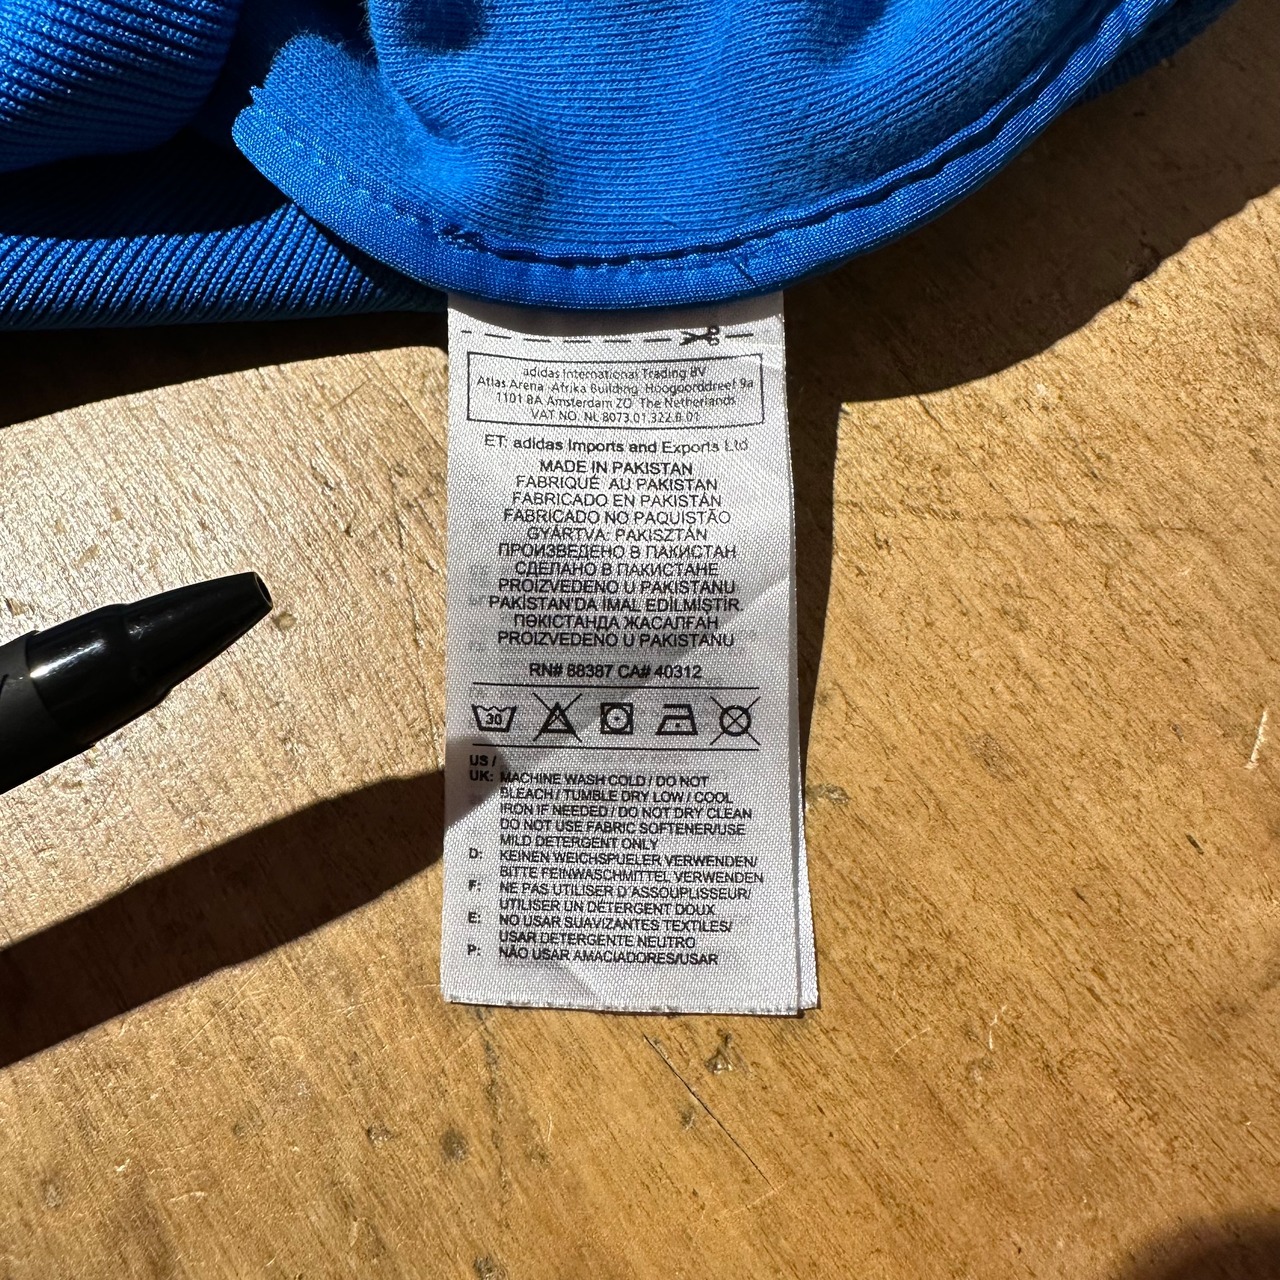 adidas International Trading BV
Atlas Arena, Afrika Building, Hoogoorddreef 9a
1101 BA Amsterdam ZO The Netherlands
VAT NO. NL 8073.01.322.B.01
ET: adidas Imports and Exports Ltd
MADE IN PAKISTAN
FABRIQUÉ AU PAKISTAN
FABRICADO EN PAKISTÁN
FABRICADO NO PAQUISTÃO
GYÁRTVA: PAKISZTÁN
ПРОИЗВЕДЕНО В ПАКИСТАН
СДЕЛАНО В ПАКИСТАНЕ
PROIZVEDENO U PAKISTANU
PAKİSTAN'DA İMAL EDİLMİŞTİR.
ПӘКІСТАНДА ЖАСАЛҒАН
PROIZVEDENO U PAKISTANU
RN# 88387 CA# 40312
30
US /
UK: MACHINE WASH COLD / DO NOT
BLEACH / TUMBLE DRY LOW / COOL
IRON IF NEEDED / DO NOT DRY CLEAN
DO NOT USE FABRIC SOFTENER/USE
MILD DETERGENT ONLY
D: KEINEN WEICHSPUELER VERWENDEN/
BITTE FEINWASCHMITTEL VERWENDEN
F: NE PAS UTILISER D'ASSOUPLISSEUR/
UTILISER UN DÉTERGENT DOUX
E: NO USAR SUAVIZANTES TEXTILES/
USAR DETERGENTE NEUTRO
P: NÃO USAR AMACIADORES/USAR